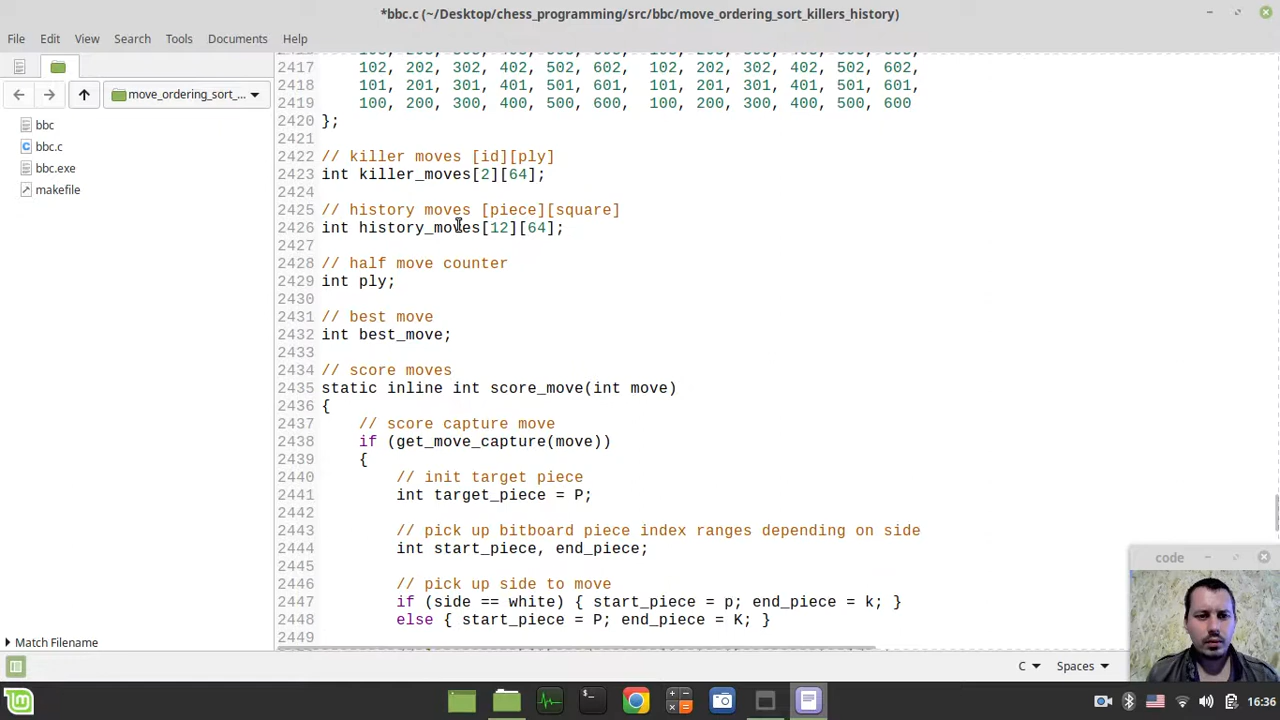 *bbc.c (~/Desktop/chess_programming/src/bbc/move_ordering_sort_killers_history)
File Edit View Search Tools Documents Help
move_ordering_sort_...
bbc
bbc.c
bbc.exe
makefile
Match Filename
2417 102, 202, 302, 402, 502, 602, 102, 202, 302, 402, 502, 602,
2418 101, 201, 301, 401, 501, 601, 101, 201, 301, 401, 501, 601,
2419 100, 200, 300, 400, 500, 600, 100, 200, 300, 400, 500, 600
2420 };
2421
2422 // killer moves [id][ply]
2423 int killer_moves[2][64];
2424
2425 // history moves [piece][square]
2426 int history_moves[12][64];
2427
2428 // half move counter
2429 int ply;
2430
2431 // best move
2432 int best_move;
2433
2434 // score moves
2435 static inline int score_move(int move)
2436 {
2437 // score capture move
2438 if (get_move_capture(move))
2439 {
2440 // init target piece
2441 int target_piece = P;
2442
2443 // pick up bitboard piece index ranges depending on side
2444 int start_piece, end_piece;
2445
2446 // pick up side to move
2447 if (side == white) { start_piece = p; end_piece = k; }
2448 else { start_piece = P; end_piece = K; }
2449
code
C Spaces
16:36